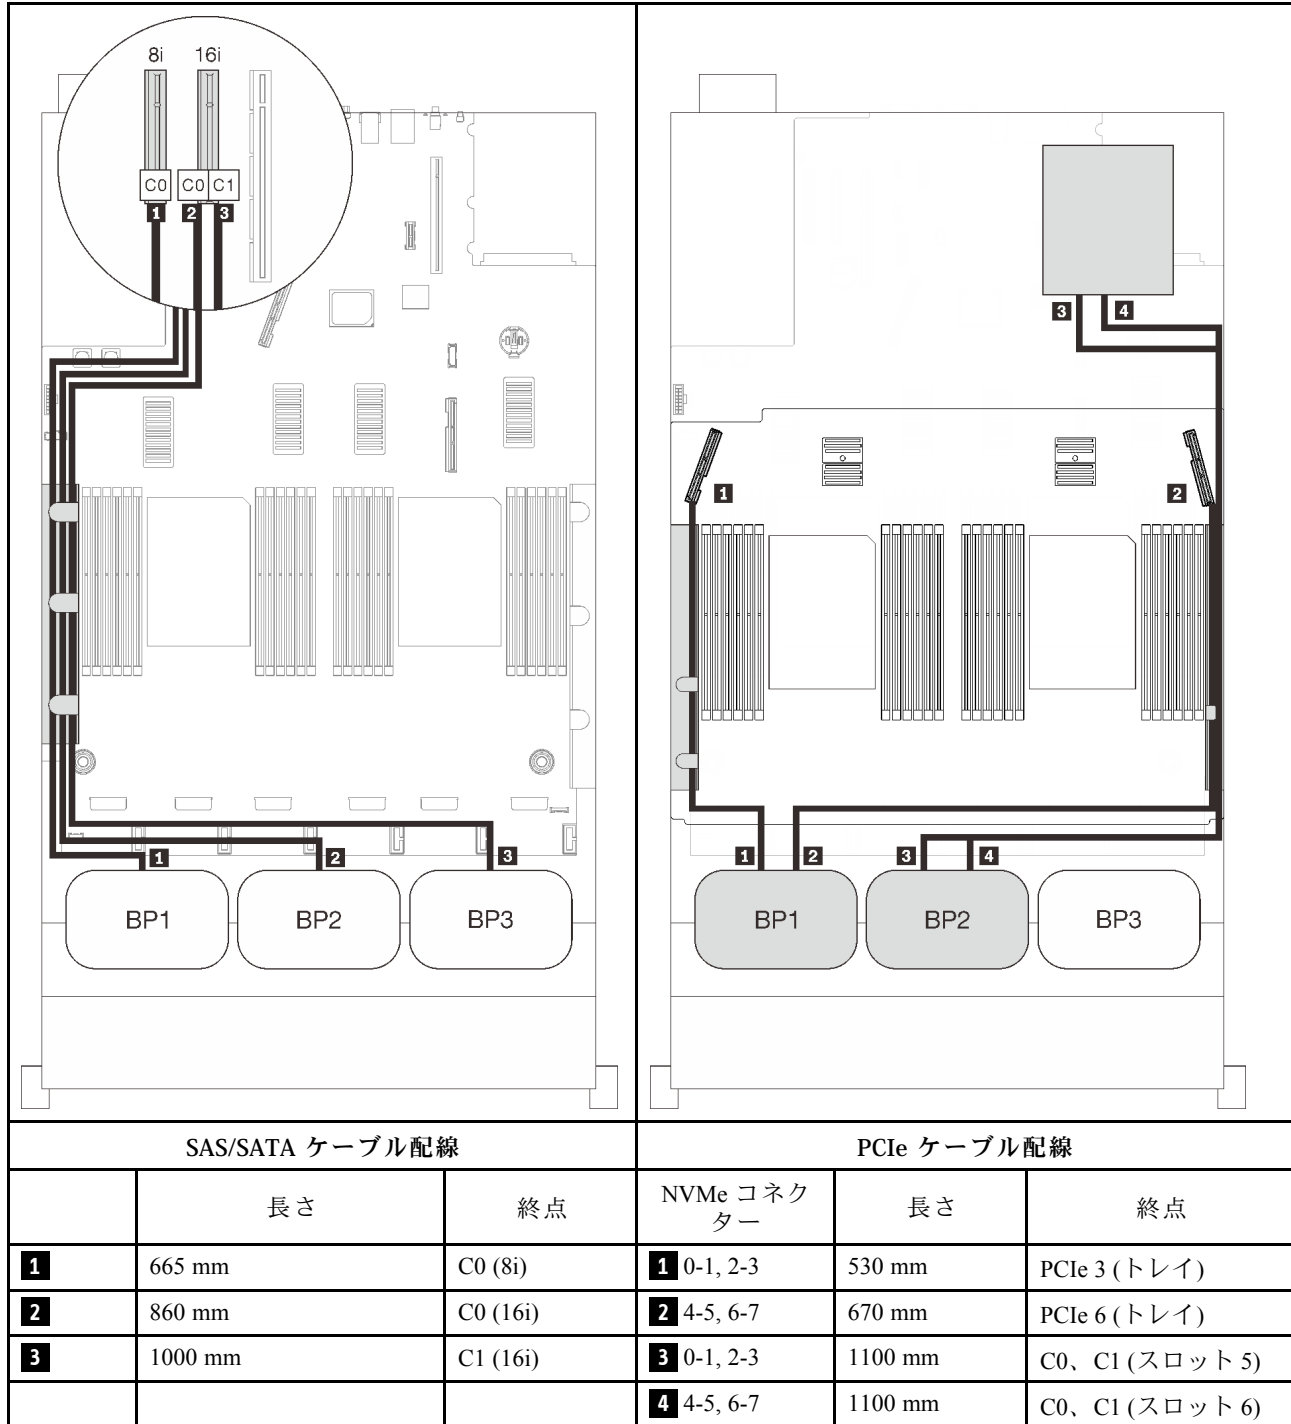 8i 16i
C0 C0 C1
1 2 3
3 4
1 2
1 2 3
1 2 3 4
BP1 BP2 BP3
BP1 BP2 BP3
SAS/SATA ケーブル配線
PCIe ケーブル配線
長さ 終点 NVMe コネク
ター 長さ 終点
1 665 mm C0 (8i) 1 0-1, 2-3 530 mm PCIe 3 (トレイ)
2 860 mm C0 (16i) 2 4-5, 6-7 670 mm PCIe 6 (トレイ)
3 1000 mm C1 (16i) 3 0-1, 2-3 1100 mm C0、C1 (スロット 5)
4 4-5, 6-7 1100 mm C0、C1 (スロット 6)